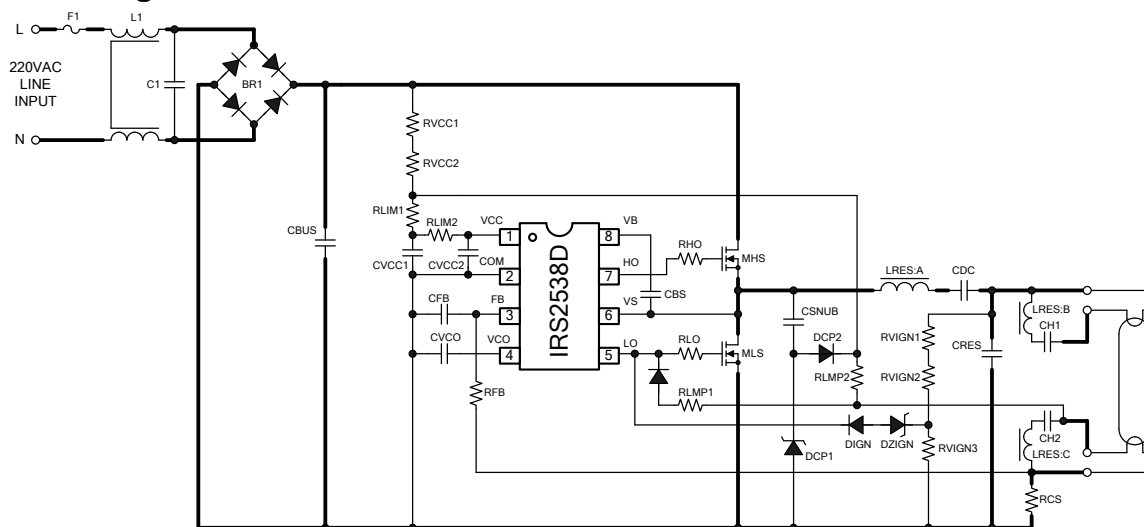 L
F1
L1
220VAC
LINE
INPUT
C1
BR1
N
RVCC1
RVCC2
RLIM1
RLIM2
VCC
1
CVCC1
CVCC2
COM
2
CFB
FB
3
CVCO
VCO
4
RFB
CBUS
IRS2538D
VB
8
HO
7
VS
6
LO
5
RHO
MHS
CBS
RLO
MLS
CSNUB
DCP2
RLMP2
RLMP1
DCP1
DIGN
DZIGN
LRES:A
CDC
RVIGN1
RVIGN2
RVIGN3
CRES
LRES:B
CH1
CH2
LRES:C
RCS